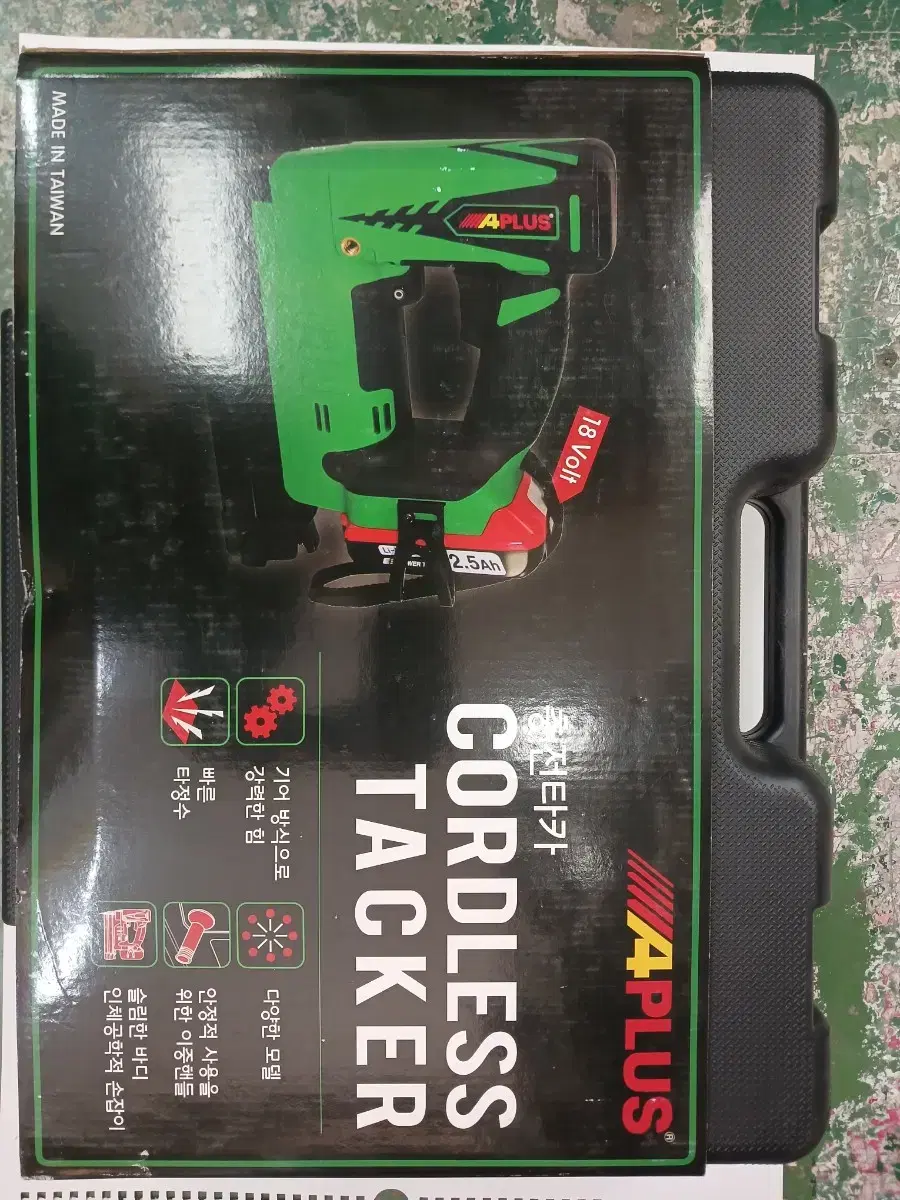 APLUS®
충전타카
CORDLESS
TACKER
기어 방식으로
강력한 힘
빠른
타정수
다양한 모델
안정적 사용을
위한 이중핸들
슬림한 바디
인체공학적 손잡이
18 Volt
APLUS®
2.5Ah
MADE IN TAIWAN